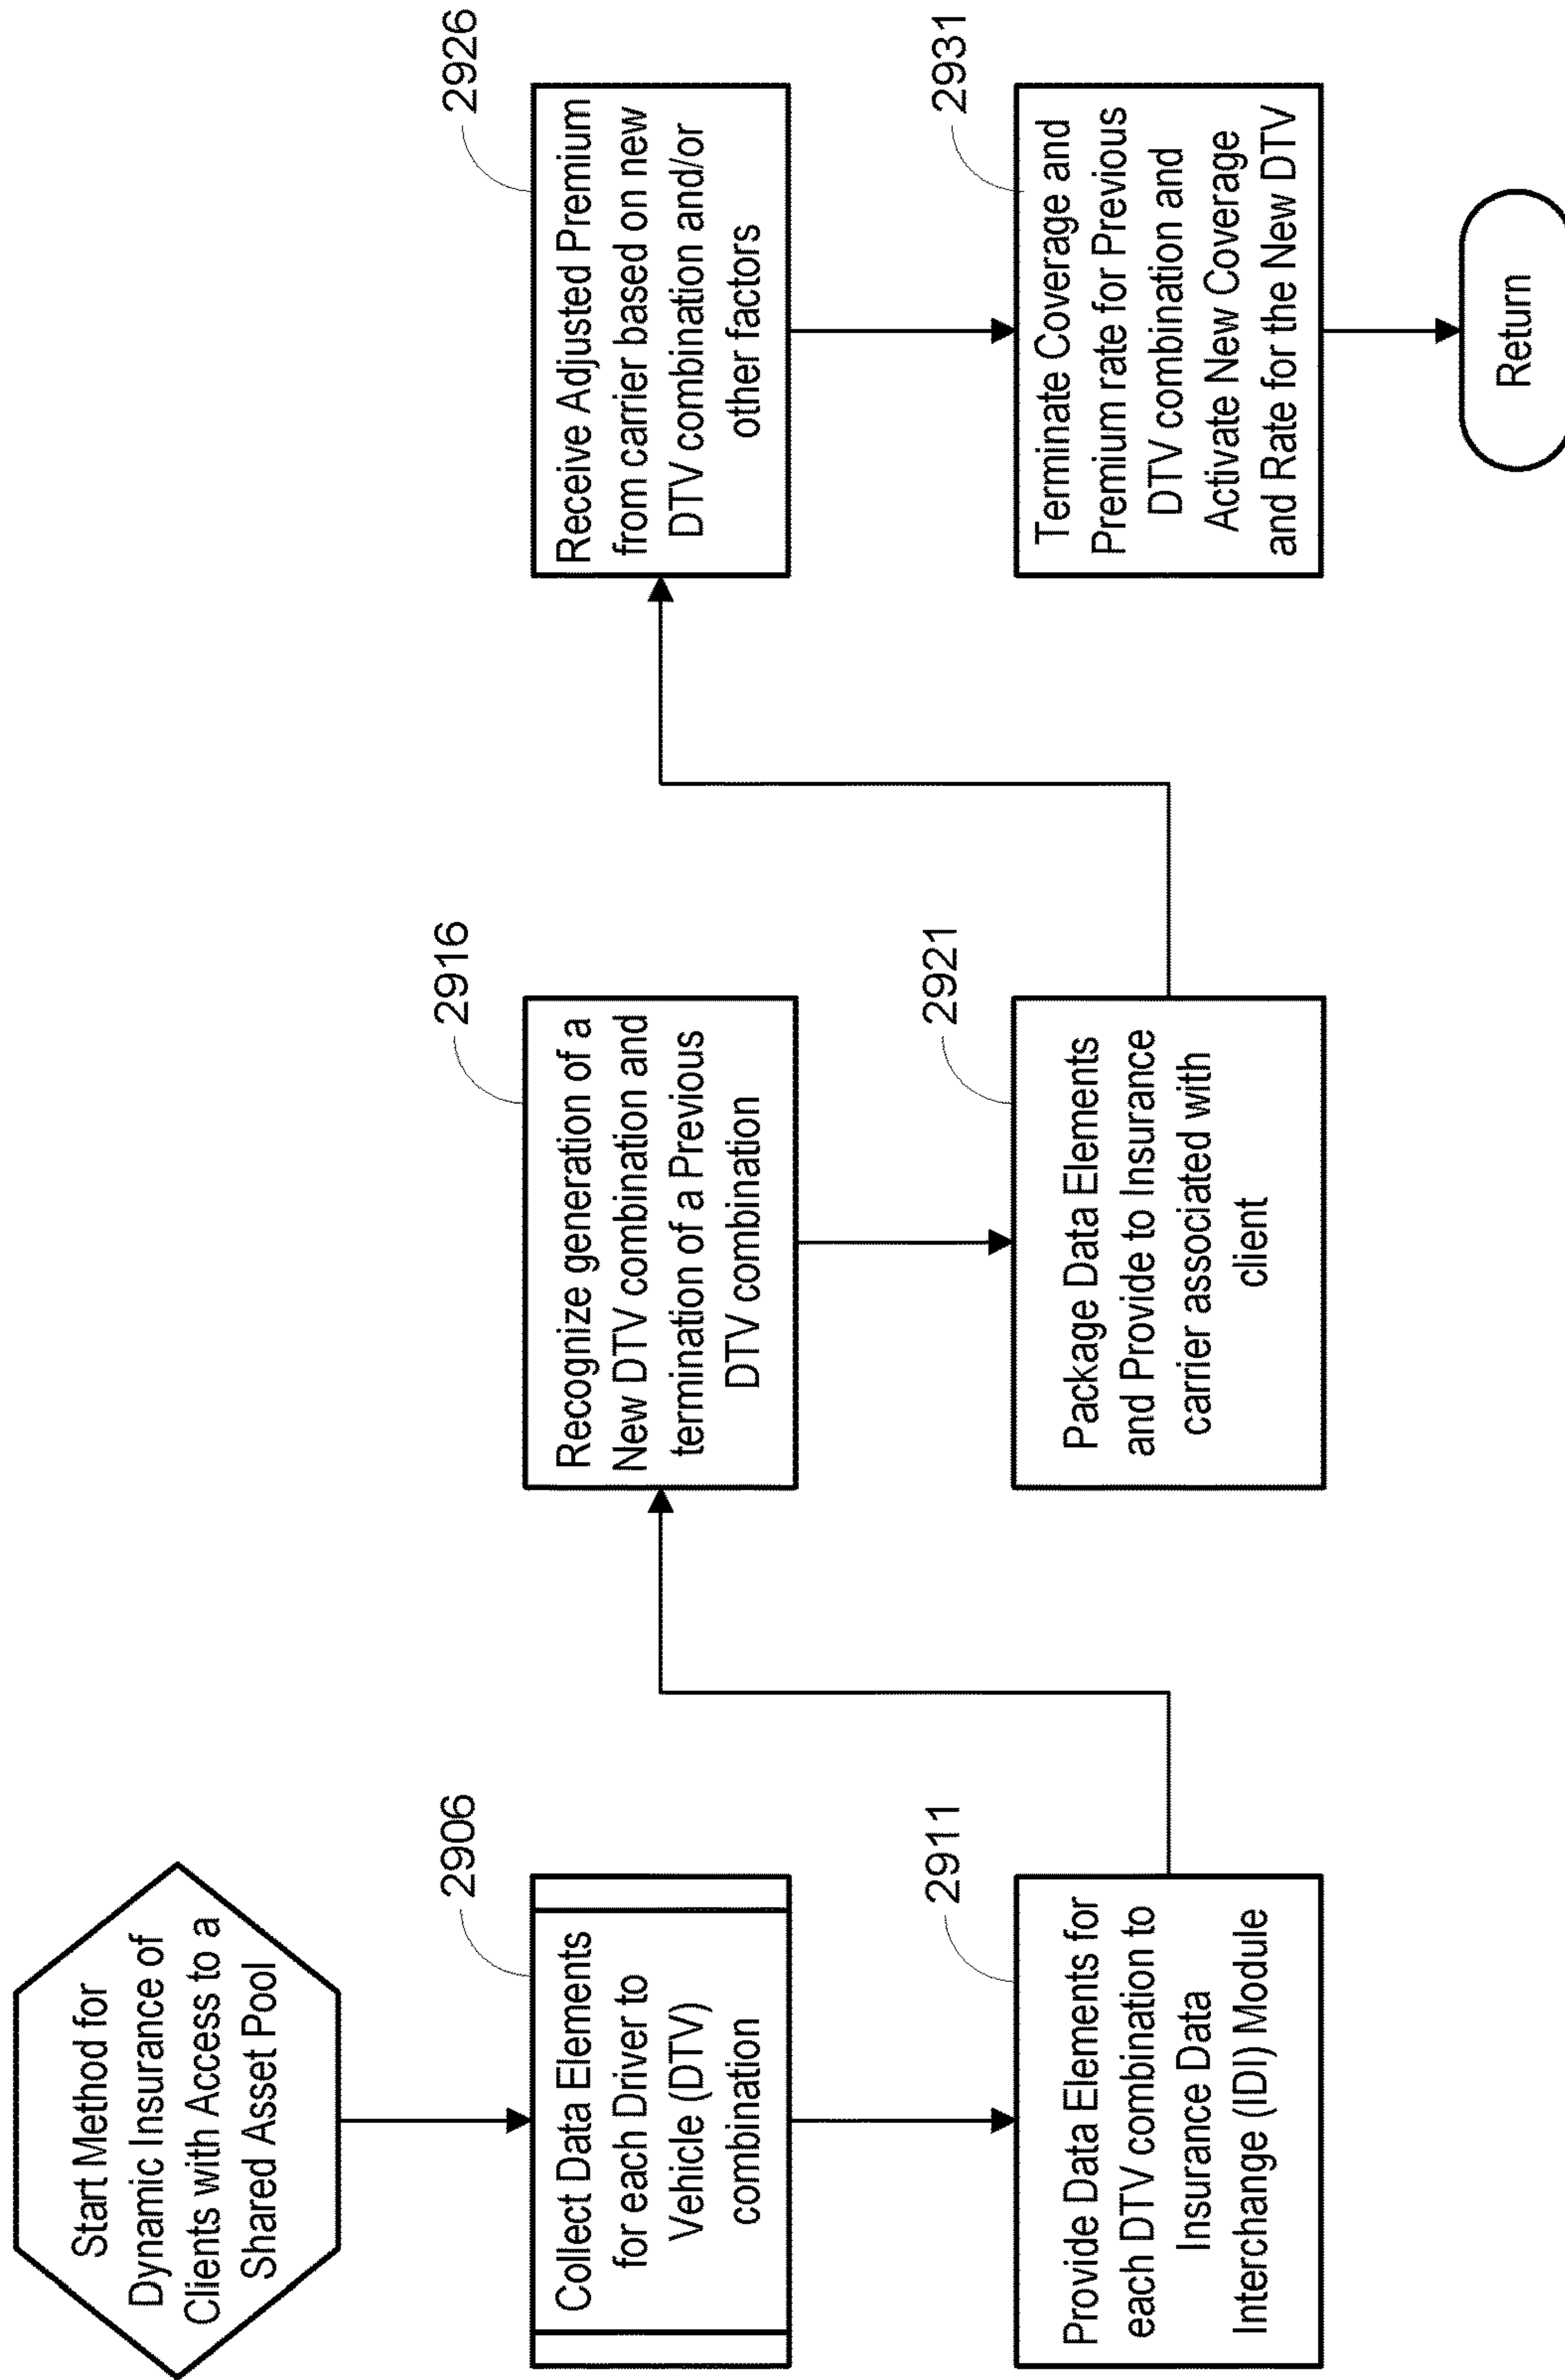 Start Method for
Dynamic Insurance of
Clients with Access to a
Shared Asset Pool
2906
Collect Data Elements
for each Driver to
Vehicle (DTV)
combination
2911
Provide Data Elements for
each DTV combination to
Insurance Data
Interchange (IDI) Module
2916
Recognize generation of a
New DTV combination and
termination of a Previous
DTV combination
2921
Package Data Elements
and Provide to Insurance
carrier associated with
client
2926
Receive Adjusted Premium
from carrier based on new
DTV combination and/or
other factors
2931
Terminate Coverage and
Premium rate for Previous
DTV combination and
Activate New Coverage
and Rate for the New DTV
Return